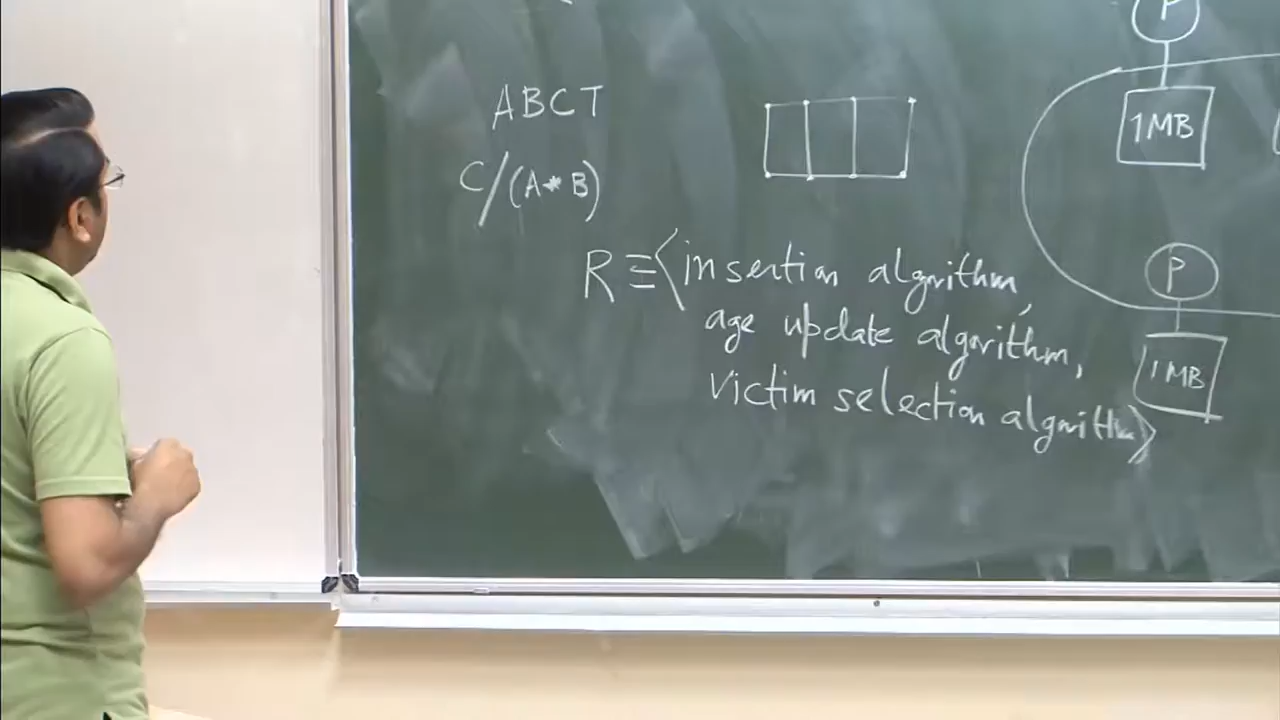 P
ABCT
1MB
C/(A*B)
R ≡ <insertion algorithm,
age update algorithm,
victim selection algorithm>
P
1MB